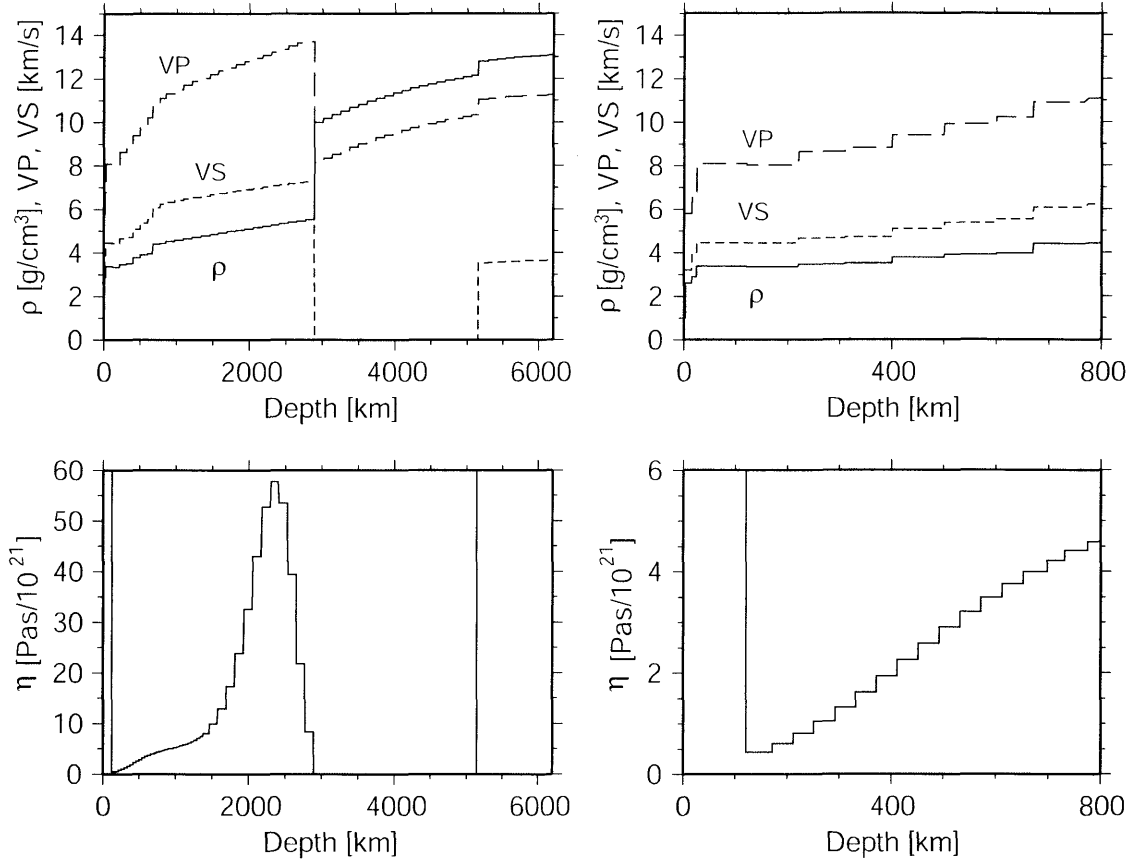 ρ [g/cm³], VP, VS [km/s]
14
12
10
8
6
4
2
0
VP
VS
ρ
0 2000 4000 6000
Depth [km]
ρ [g/cm³], VP, VS [km/s]
14
12
10
8
6
4
2
0
VP
VS
ρ
0 400 800
Depth [km]
η [Pas/10²¹]
60
50
40
30
20
10
0
0 2000 4000 6000
Depth [km]
η [Pas/10²¹]
6
4
2
0
0 400 800
Depth [km]